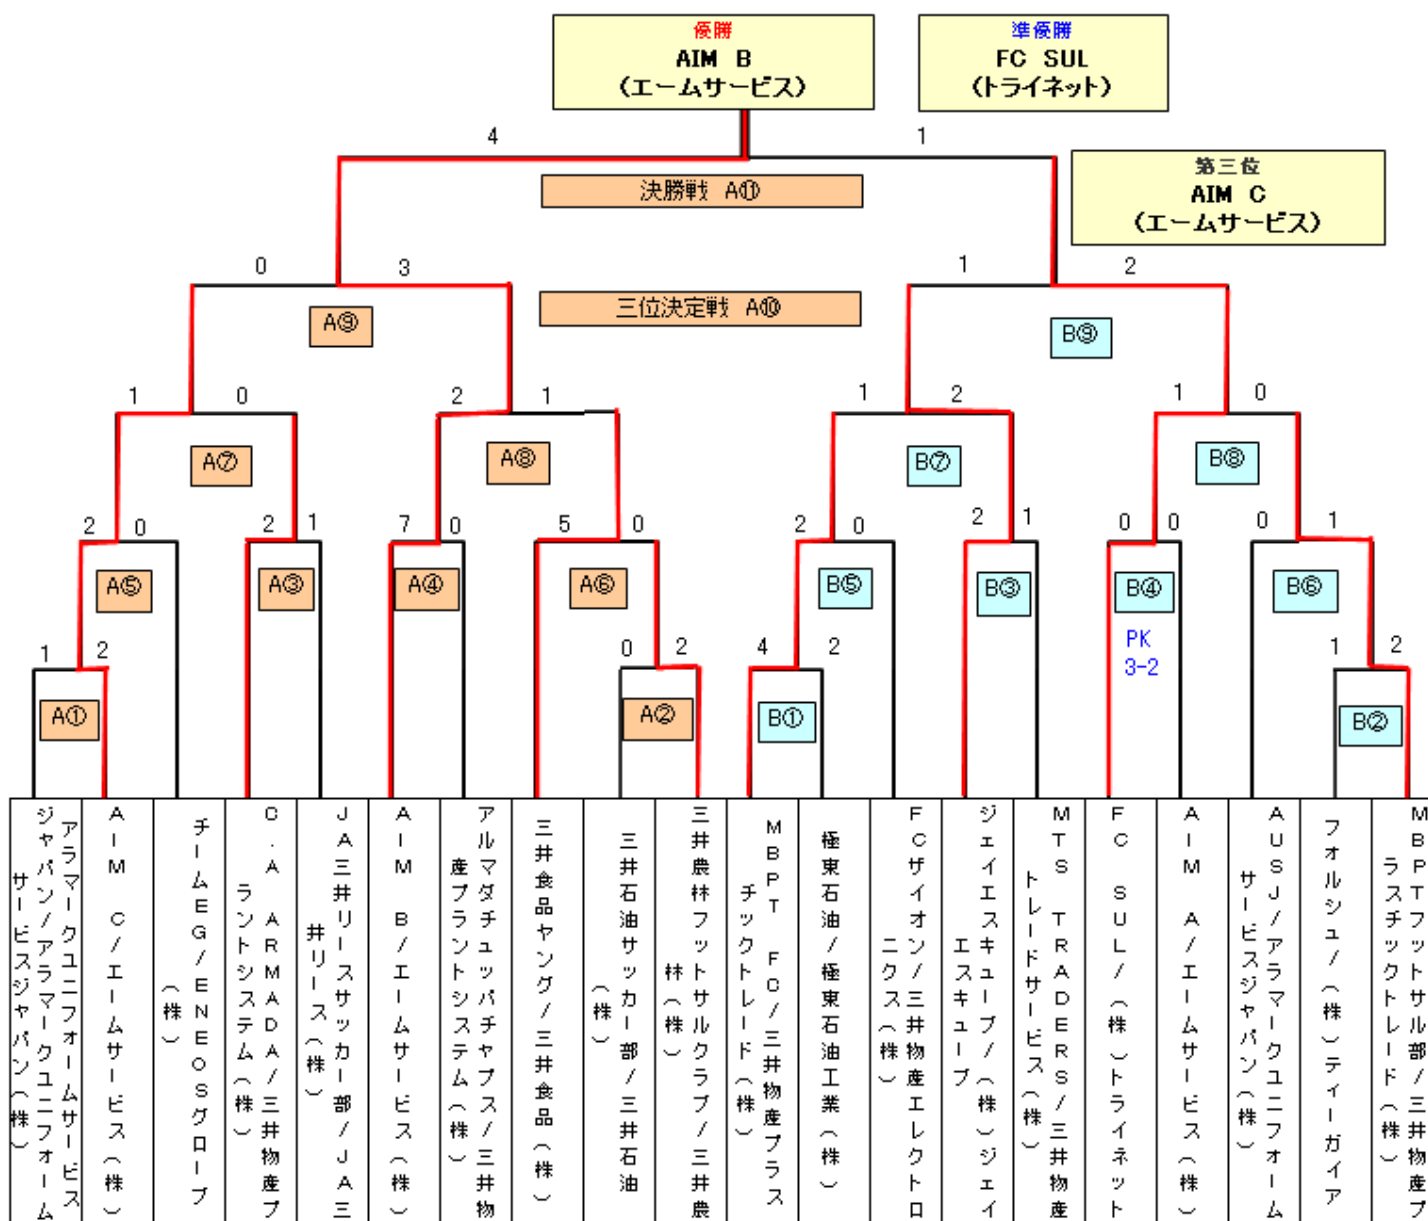 優勝
AIM B
(エームサービス)
準優勝
FC SUL
(トライネット)
4
1
第三位
AIM C
(エームサービス)
決勝戦 A⑪
0
3
1
2
三位決定戦 A⑩
A⑨
B⑨
1
0
2
1
1
2
1
0
A⑦
A⑧
B⑦
B⑧
2
0
2
1
7
0
5
0
2
0
2
1
0
0
0
1
A⑤
A③
A④
A⑥
B⑤
B③
B④
B⑥
PK
3-2
1
2
0
2
4
2
1
2
A①
A②
B①
B②
アラマークユニフォームサービス
ジャパン/アラマークユニフォーム
サービスジャパン(株)
AIM C/エームサービス(株)
チームEG/ENEOSグローブ
(株)
C.A ARMADA/三井物産プ
ラントシステム(株)
JA三井リースサッカー部/JA三
井リース(株)
AIM B/エームサービス(株)
アルマダチュッパチャプス/三井物
産プラントシステム(株)
三井食品ヤング/三井食品(株)
三井石油サッカー部/三井石油
(株)
三井農林フットサルクラブ/三井農
林(株)
MBPT FC/三井物産プラス
チックトレード(株)
極東石油/極東石油工業(株)
FCザイオン/三井物産エレクトロ
ニクス(株)
ジェイエスキューブ/(株)ジェイ
エスキューブ
MTS TRADERS/三井物産
トレードサービス(株)
FC SUL/(株)トライネット
AIM A/エームサービス(株)
AUSJ/アラマークユニフォーム
サービスジャパン(株)
フォルシュ/(株)ティーガイア
MBPTフットサル部/三井物産プ
ラスチックトレード(株)